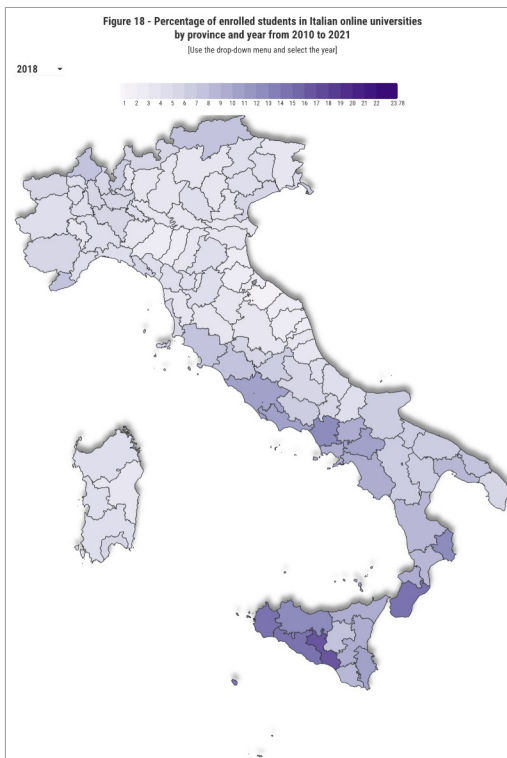 Figure 18 - Percentage of enrolled students in Italian online universities
by province and year from 2010 to 2021
[Use the drop-down menu and select the year]
2018
1 2 3 4 5 6 7 8 9 10 11 12 13 14 15 16 17 18 19 20 21 22 23.78